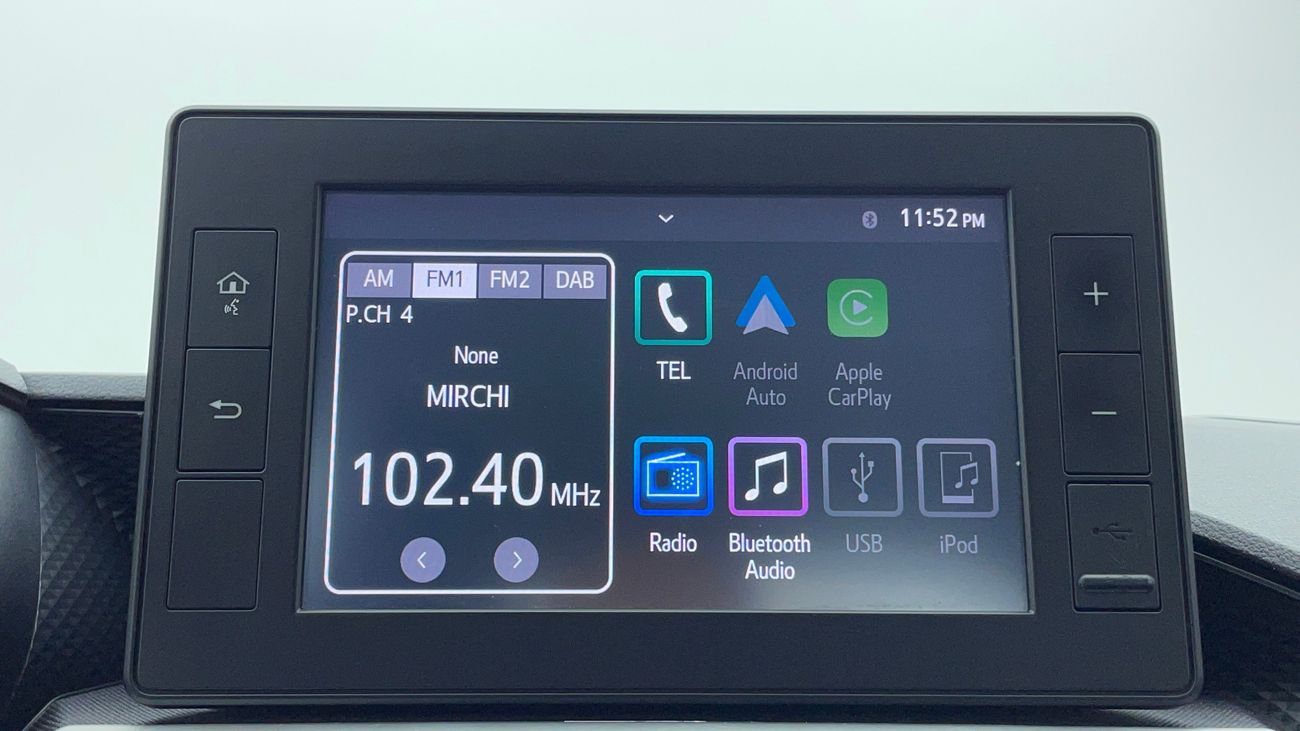 11:52 PM
AM FM1 FM2 DAB
P.CH 4
None
MIRCHI
102.40 MHz
TEL
Android
Auto
Apple
CarPlay
Radio
Bluetooth
Audio
USB
iPod